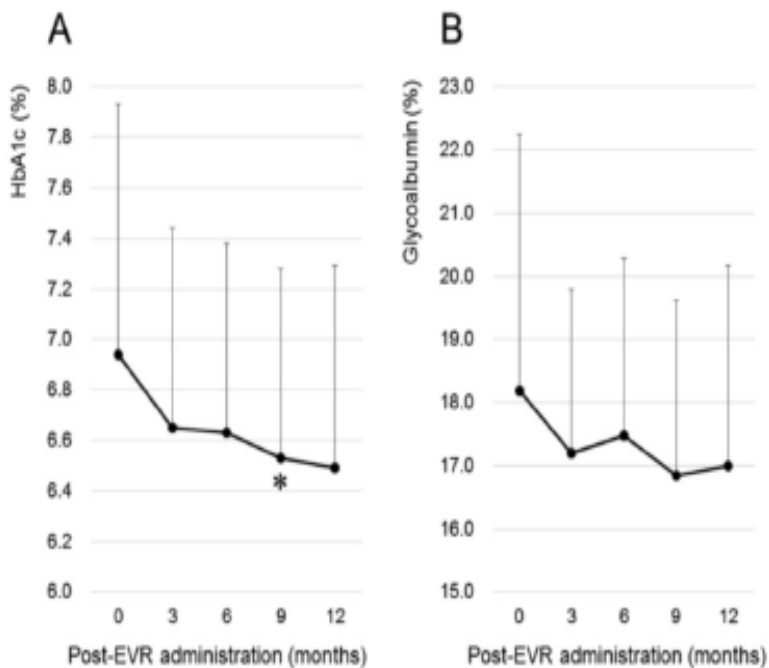 A
HbA1c (%)
8.0
7.8
7.6
7.4
7.2
7.0
6.8
6.6
6.4
6.2
6.0
*
0 3 6 9 12
Post-EVR administration (months)
B
Glycoalbumin (%)
23.0
22.0
21.0
20.0
19.0
18.0
17.0
16.0
15.0
0 3 6 9 12
Post-EVR administration (months)